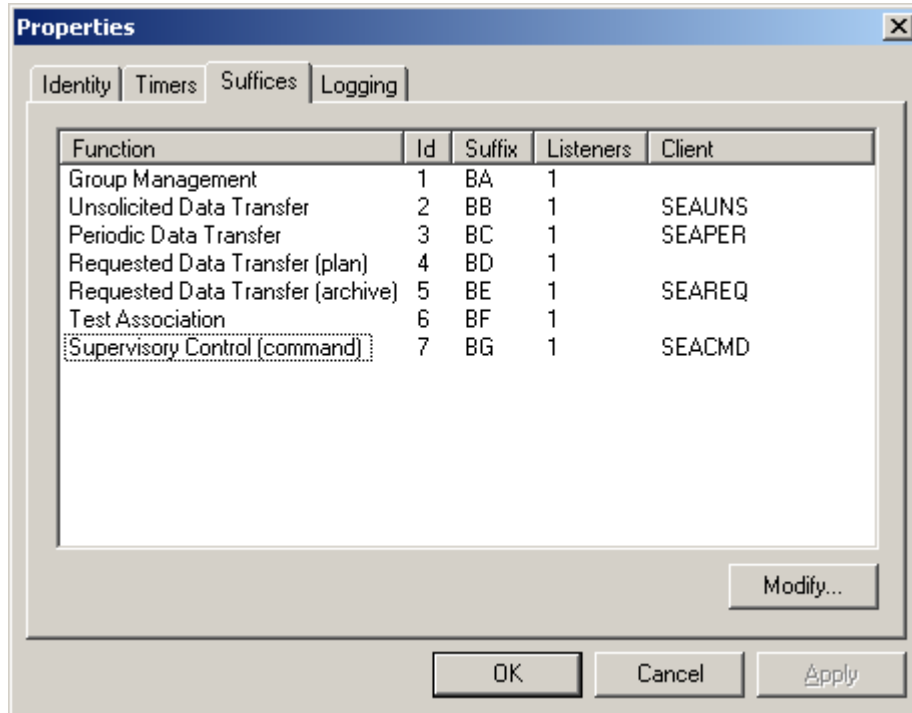 Properties
Identity Timers Suffices Logging
Function Id Suffix Listeners Client
Group Management 1 BA 1
Unsolicited Data Transfer 2 BB 1 SEAUNS
Periodic Data Transfer 3 BC 1 SEAPER
Requested Data Transfer (plan) 4 BD 1
Requested Data Transfer (archive) 5 BE 1 SEAREQ
Test Association 6 BF 1
Supervisory Control (command) 7 BG 1 SEACMD
Modify...
OK Cancel Apply